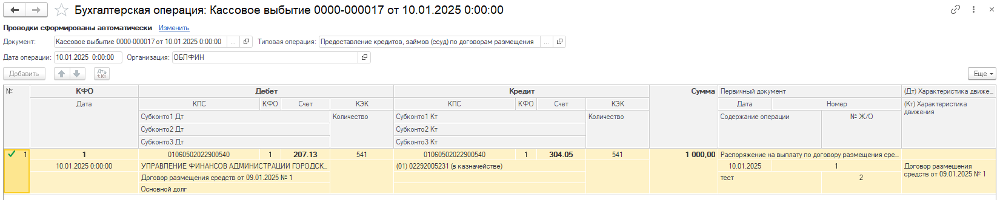 Бухгалтерская операция: Кассовое выбытие 0000-000017 от 10.01.2025 0:00:00
Проводки сформированы автоматически Изменить
Документ: Кассовое выбытие 0000-000017 от 10.01.2025 0:00:00 ... Типовая операция: Предоставление кредитов, займов (ссуд) по договорам размещения ...
Дата операции: 10.01.2025 0:00:00 Организация: ОБЛФИН
Добавить Дт Кт Еще
№ КФО Дебет Кредит Сумма Первичный документ (Дт) Характеристика движе...
Дата КПС КФО Счет КЭК КПС КФО Счет КЭК Дата Номер (Кт) Характеристика движения
Субконто1 Дт Количество Субконто1 Кт Количество Содержание операции № Ж/О
Субконто2 Дт Субконто2 Кт
Субконто3 Дт Субконто3 Кт
1 1 01060502022900540 1 207.13 541 01060502022900540 1 304.05 541 1 000,00 Распоряжение на выплату по договору размещения сре...
10.01.2025 0:00:00 УПРАВЛЕНИЕ ФИНАНСОВ АДМИНИСТРАЦИИ ГОРОДСК... (01) 02292005231 (в казначействе) 10.01.2025 1 Договор размещения
Договор размещения средств от 09.01.2025 № 1 тест 2 средств от 09.01.2025 № 1
Основной долг